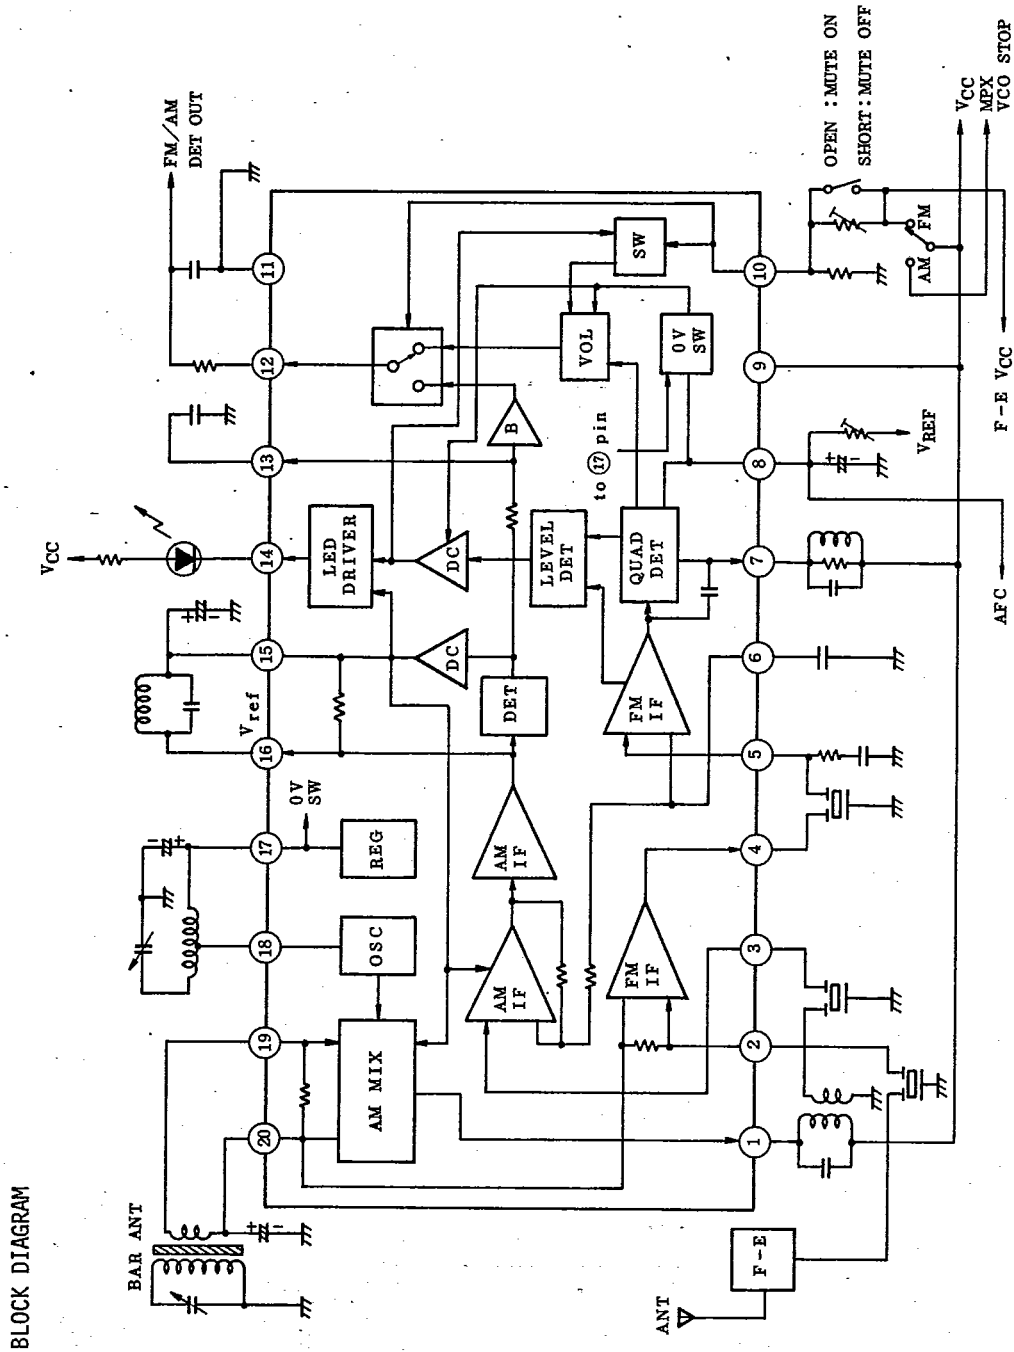 BLOCK DIAGRAM
BAR ANT
ANT
F-E
20
19
18
17
16
15
14
13
12
11
Vref
VCC
FM/AM
DET OUT
0V
SW
OSC
REG
AM MIX
AM
IF
AM
IF
DET
DC
DC
LED
DRIVER
LEVEL
DET
B
VOL
SW
0V
SW
to 17 pin
QUAD
DET
FM
IF
FM
IF
1
2
3
4
5
6
7
8
9
10
OPEN :MUTE ON
SHORT:MUTE OFF
AM
FM
VREF
AFC
F-E VCC
VCC
MPX
VCO STOP